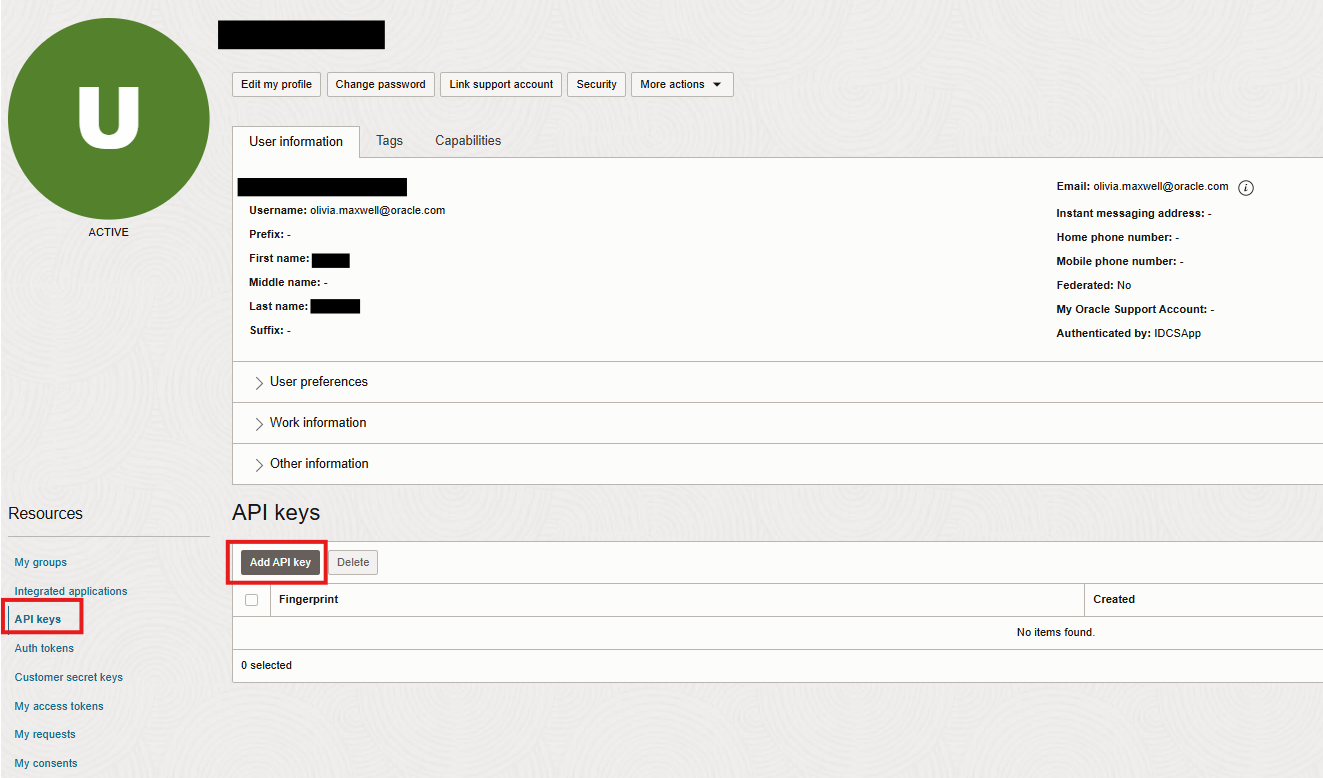 U
ACTIVE
Edit my profile
Change password
Link support account
Security
More actions
User information
Tags
Capabilities
Username: olivia.maxwell@oracle.com
Prefix: -
First name:
Middle name: -
Last name:
Suffix: -
Email: olivia.maxwell@oracle.com i
Instant messaging address: -
Home phone number: -
Mobile phone number: -
Federated: No
My Oracle Support Account: -
Authenticated by: IDCSApp
User preferences
Work information
Other information
Resources
My groups
Integrated applications
API keys
Auth tokens
Customer secret keys
My access tokens
My requests
My consents
API keys
Add API key
Delete
Fingerprint
Created
No items found.
0 selected